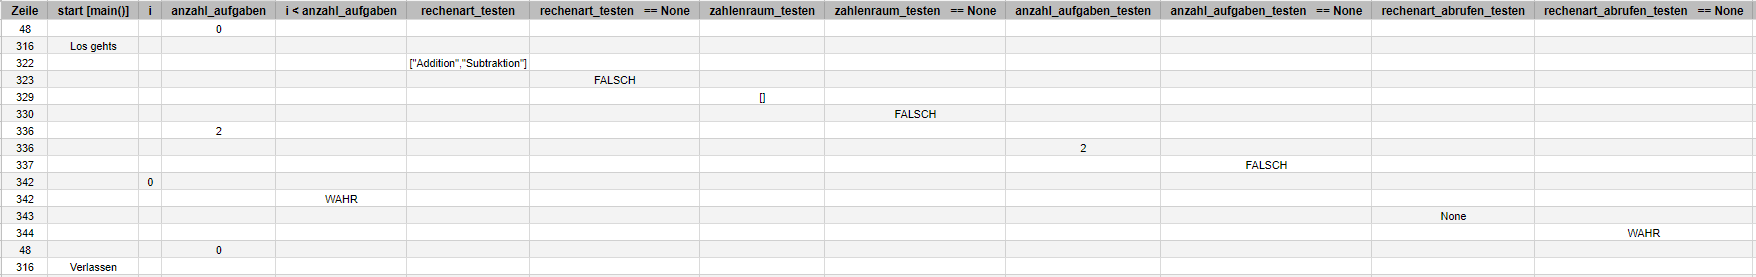 Zeile start [main()] i anzahl_aufgaben i < anzahl_aufgaben rechenart_testen rechenart_testen == None zahlenraum_testen zahlenraum_testen == None anzahl_aufgaben_testen anzahl_aufgaben_testen == None rechenart_abrufen_testen rechenart_abrufen_testen == None
48 0
316 Los gehts
322 ["Addition","Subtraktion"]
323 FALSCH
329 []
330 FALSCH
336 2
336 2
337 FALSCH
342 0
342 WAHR
343 None
344 WAHR
48 0
316 Verlassen